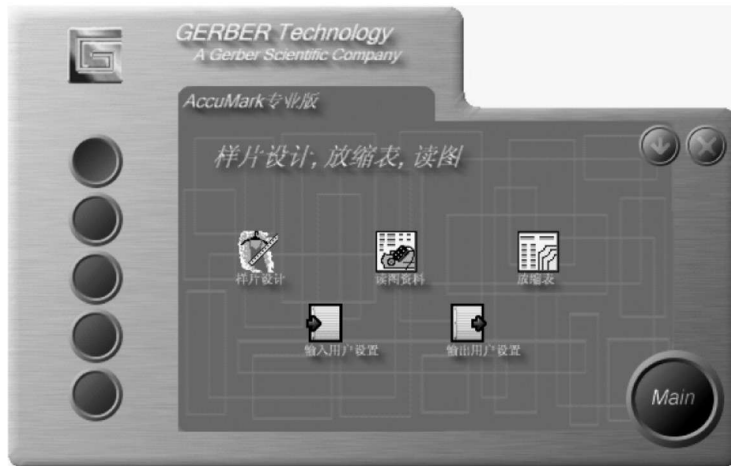 GERBER Technology
A Gerber Scientific Company
AccuMark专业版
样片设计, 放缩表, 读图
样片设计
读图资料
放缩表
输入用户设置
输出用户设置
Main